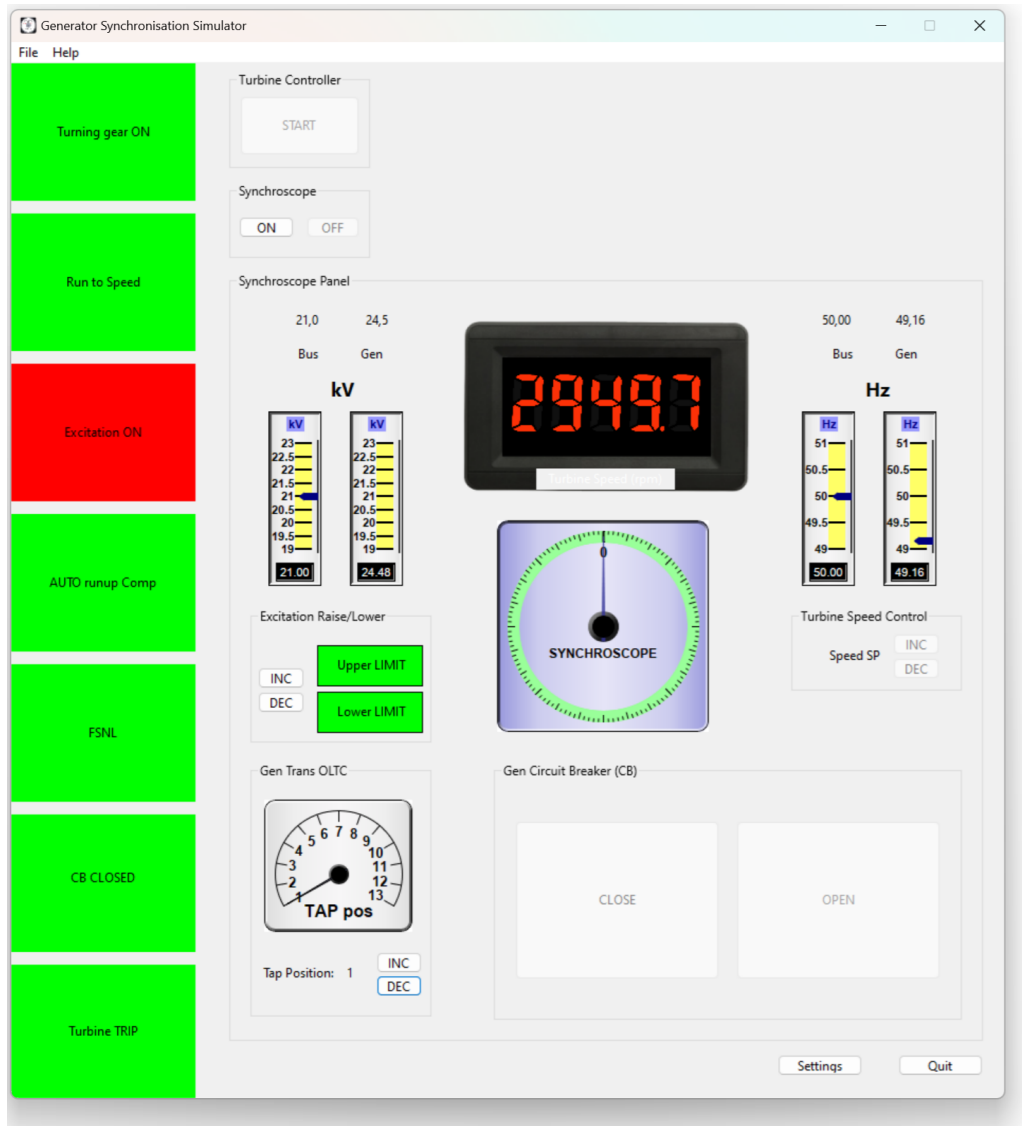 Generator Synchronisation Simulator
File Help
Turning gear ON
Run to Speed
Excitation ON
AUTO runup Comp
FSNL
CB CLOSED
Turbine TRIP
Turbine Controller
START
Synchroscope
ON OFF
Synchroscope Panel
21,0 24,5
Bus Gen
kV
kV
23
22.5
22
21.5
21
20.5
20
19.5
19
21.00
kV
23
22.5
22
21.5
21
20.5
20
19.5
19
24.48
2949.7
Turbine Speed (rpm)
0
SYNCHROSCOPE
50,00 49,16
Bus Gen
Hz
Hz
51
50.5
50
49.5
49
50.00
Hz
51
50.5
50
49.5
49
49.16
Excitation Raise/Lower
INC
DEC
Upper LIMIT
Lower LIMIT
Turbine Speed Control
Speed SP
INC
DEC
Gen Trans OLTC
1 2 3 4 5 6 7 8 9 10 11 12 13
TAP pos
Tap Position: 1
INC
DEC
Gen Circuit Breaker (CB)
CLOSE OPEN
Settings Quit